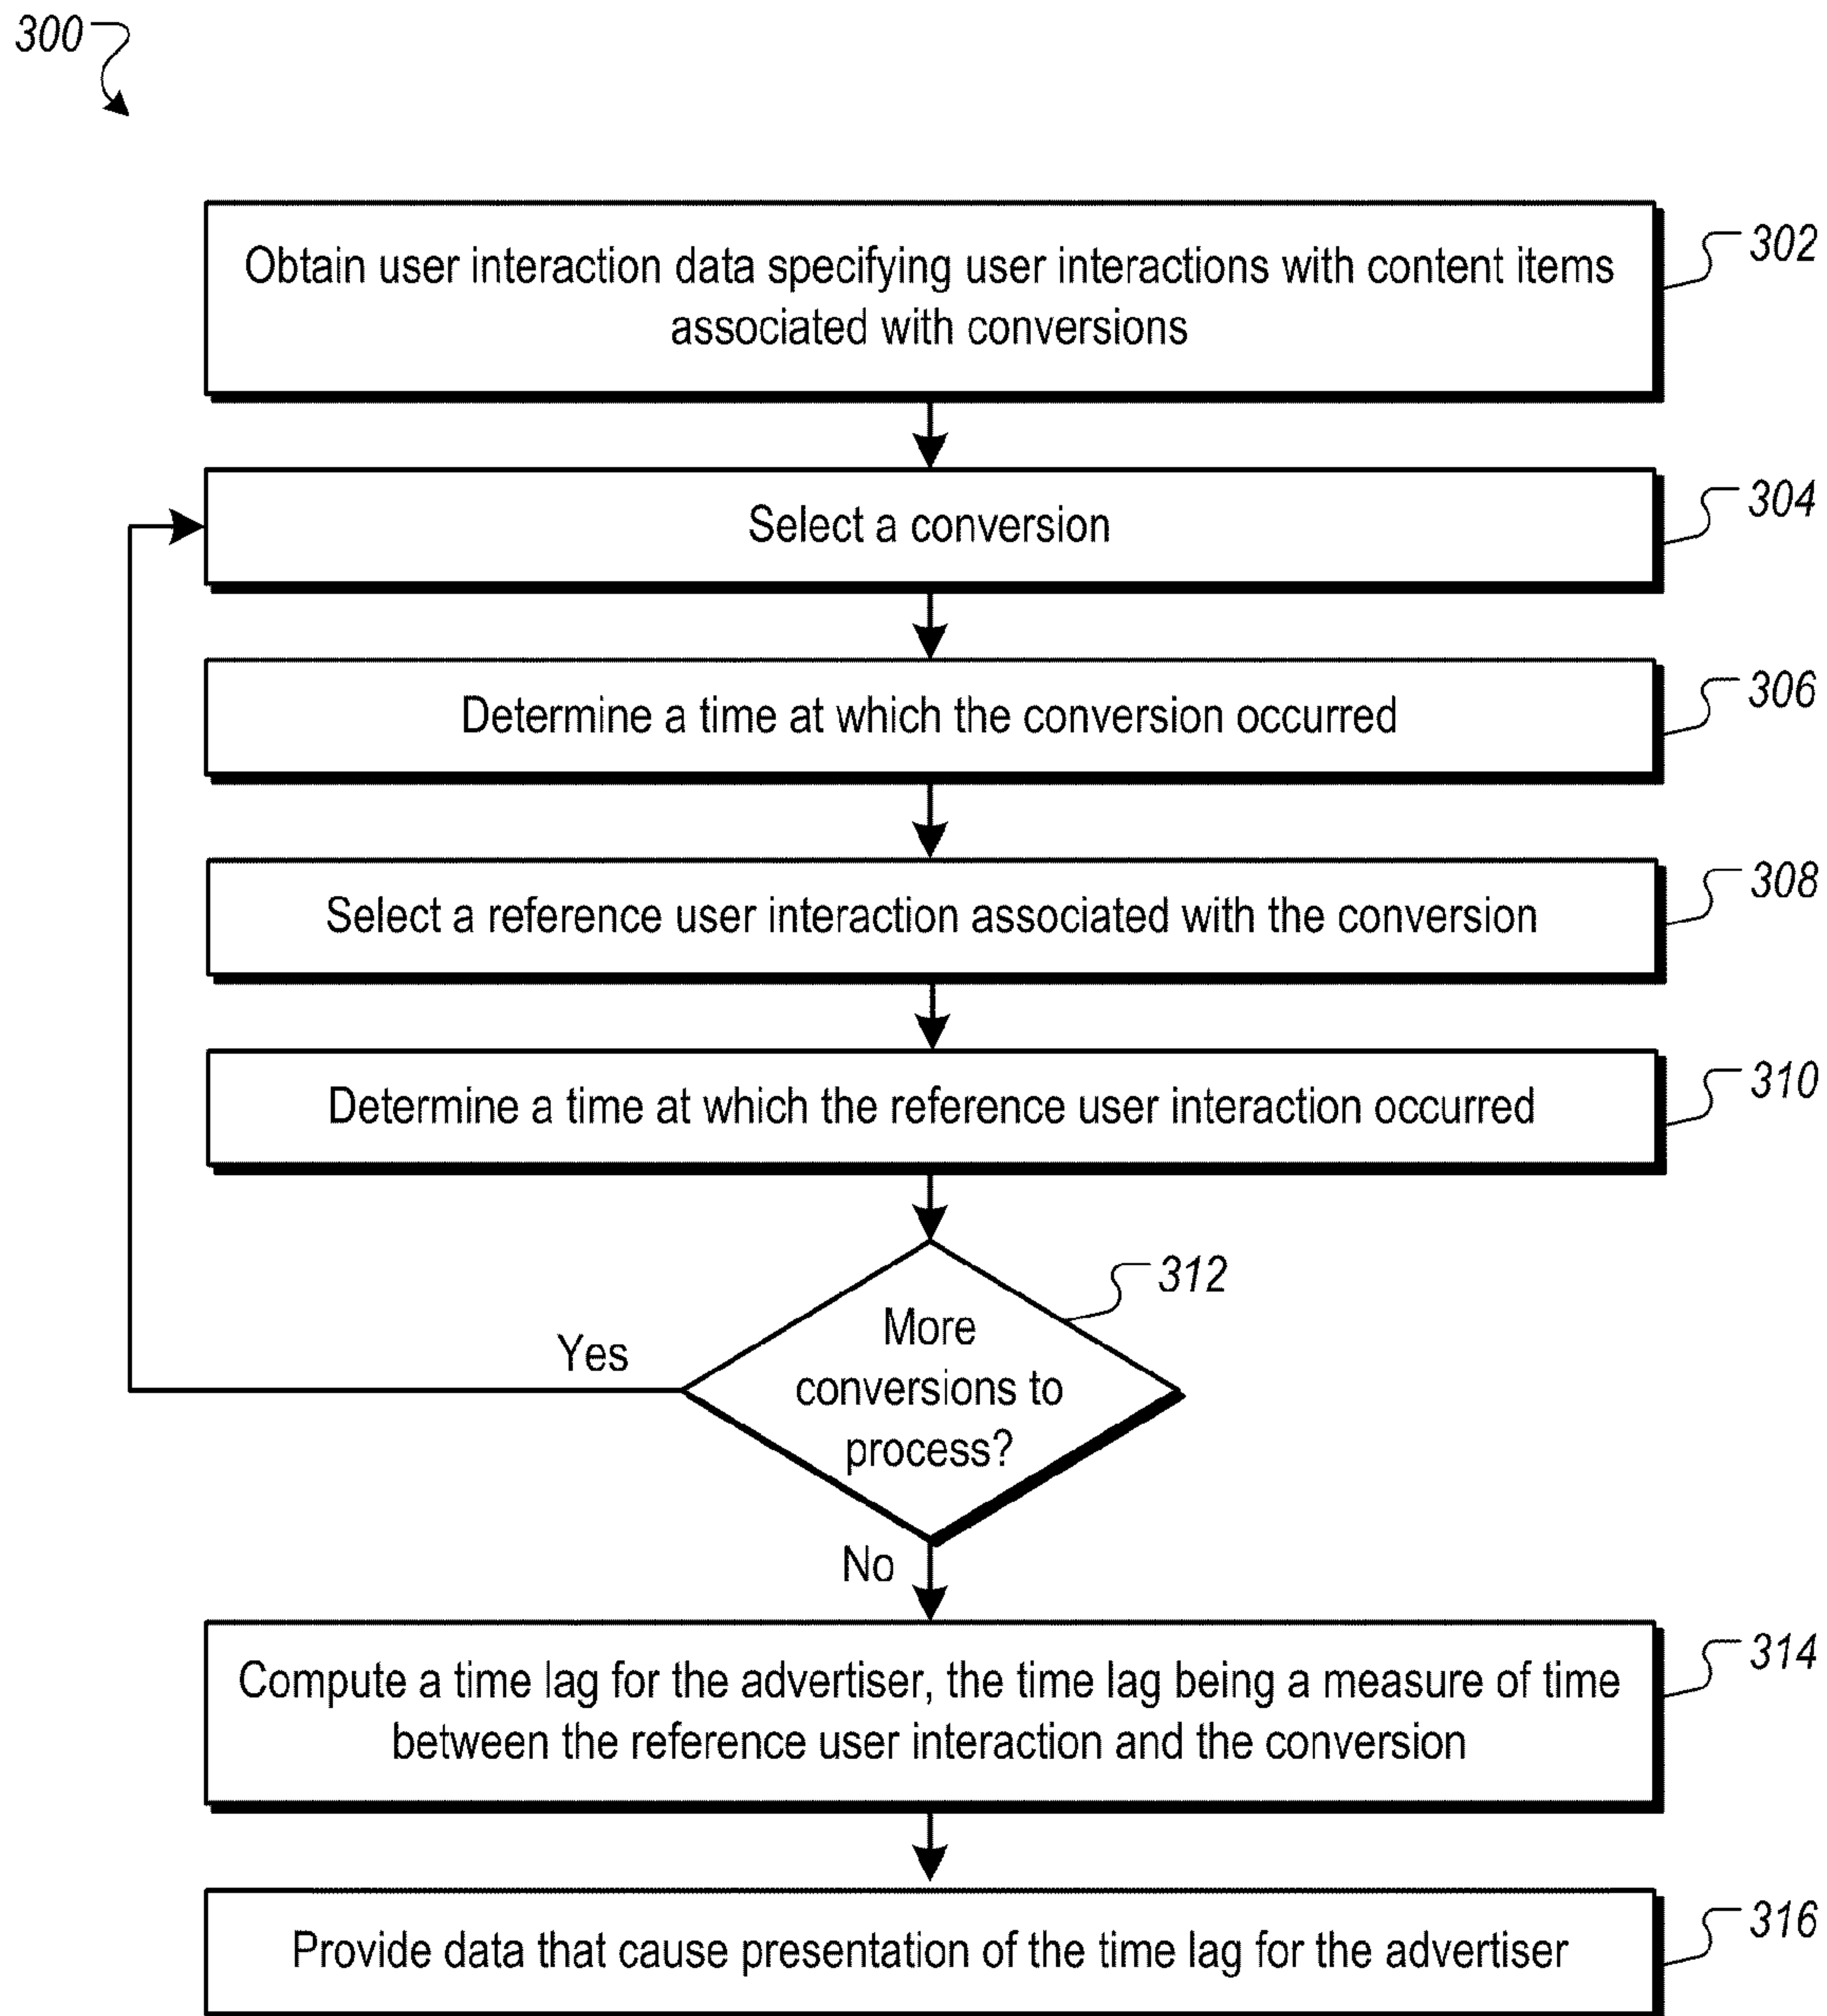 300
Obtain user interaction data specifying user interactions with content items
associated with conversions
302
Select a conversion
304
Determine a time at which the conversion occurred
306
Select a reference user interaction associated with the conversion
308
Determine a time at which the reference user interaction occurred
310
312
More
conversions to
process?
Yes
No
Compute a time lag for the advertiser, the time lag being a measure of time
between the reference user interaction and the conversion
314
Provide data that cause presentation of the time lag for the advertiser
316